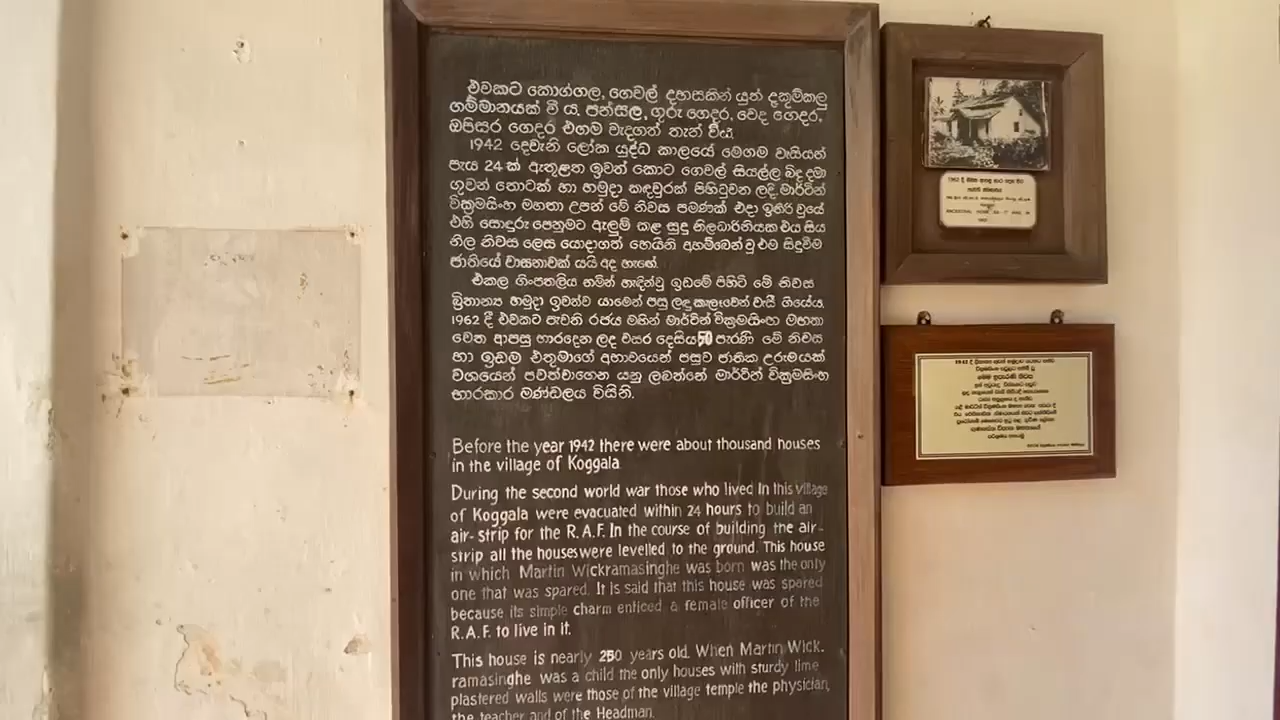 එවකට කොග්ගල, ගෙවල් දහසකින් යුත් දකුම්කලු
ගම්මානයක් වි ය. පන්සල, ගුරු ගෙදර, වෙද ගෙදර,
ඔපිසර ගෙදර එගම වැදගත් තැන් විය.
1942 දෙවැනි ලෝක යුද්ධ කාලයේ මෙගම වැසියන්
පැය 24 ක් ඇතුළත ඉවත් කොට ගෙවල් සියල්ල බිඳ දමා
ගුවන් තොටක් හා හමුදා කඳවුරක් පිහිටුවන ලදි. මාර්ටින්
වික්‍රමසිංහ මහතා උපන් මේ නිවස පමණක් එදා ඉතිරි වූයේ
එහි සොඳුරු පෙනුමට ඇලුම් කළ සුදු නිලධාරිනියක එය සිය
නිල නිවස ලෙස යොදාගත් හෙයිනි අහම්බෙන් වූ එම සිදුවීම
ජාතියේ වාසනාවක් යයි අද හැඟේ.
එකල ගිංපතලිය නමින් හැඳින්වූ ඉඩමේ පිහිටි මේ නිවස
බ්‍රිතාන්‍ය හමුදා ඉවත්ව යාමෙන් පසු ලඳු කැලෑවෙන් වැසී ගියේය.
1962 දී එවකට පැවති රජය මඟින් මාර්ටින් වික්‍රමසිංහ මහතා
වෙත ආපසු භාරදෙන ලද වසර දෙසිය 50 පැරණි මේ නිවස
හා ඉඩම එතුමාගේ අභාවයෙන් පසුව ජාතික උරුමයක්
වශයෙන් පවත්වාගෙන යනු ලබන්නේ මාර්ටින් වික්‍රමසිංහ
භාරකාර මණ්ඩලය විසිනි.
Before the year 1942 there were about thousand houses
in the village of Koggala
During the second world war those who lived in this village
of Koggala were evacuated within 24 hours to build an
air-strip for the R.A.F. In the course of building the air-
strip all the houses were levelled to the ground. This house
in which Martin Wickramasinghe was born was the only
one that was spared. It is said that this house was spared
because its simple charm enticed a female officer of the
R.A.F. to live in it.
This house is nearly 250 years old. When Martin Wick-
ramasinghe was a child the only houses with sturdy lime
plastered walls were those of the village temple the physician,
the teacher and of the Headman.